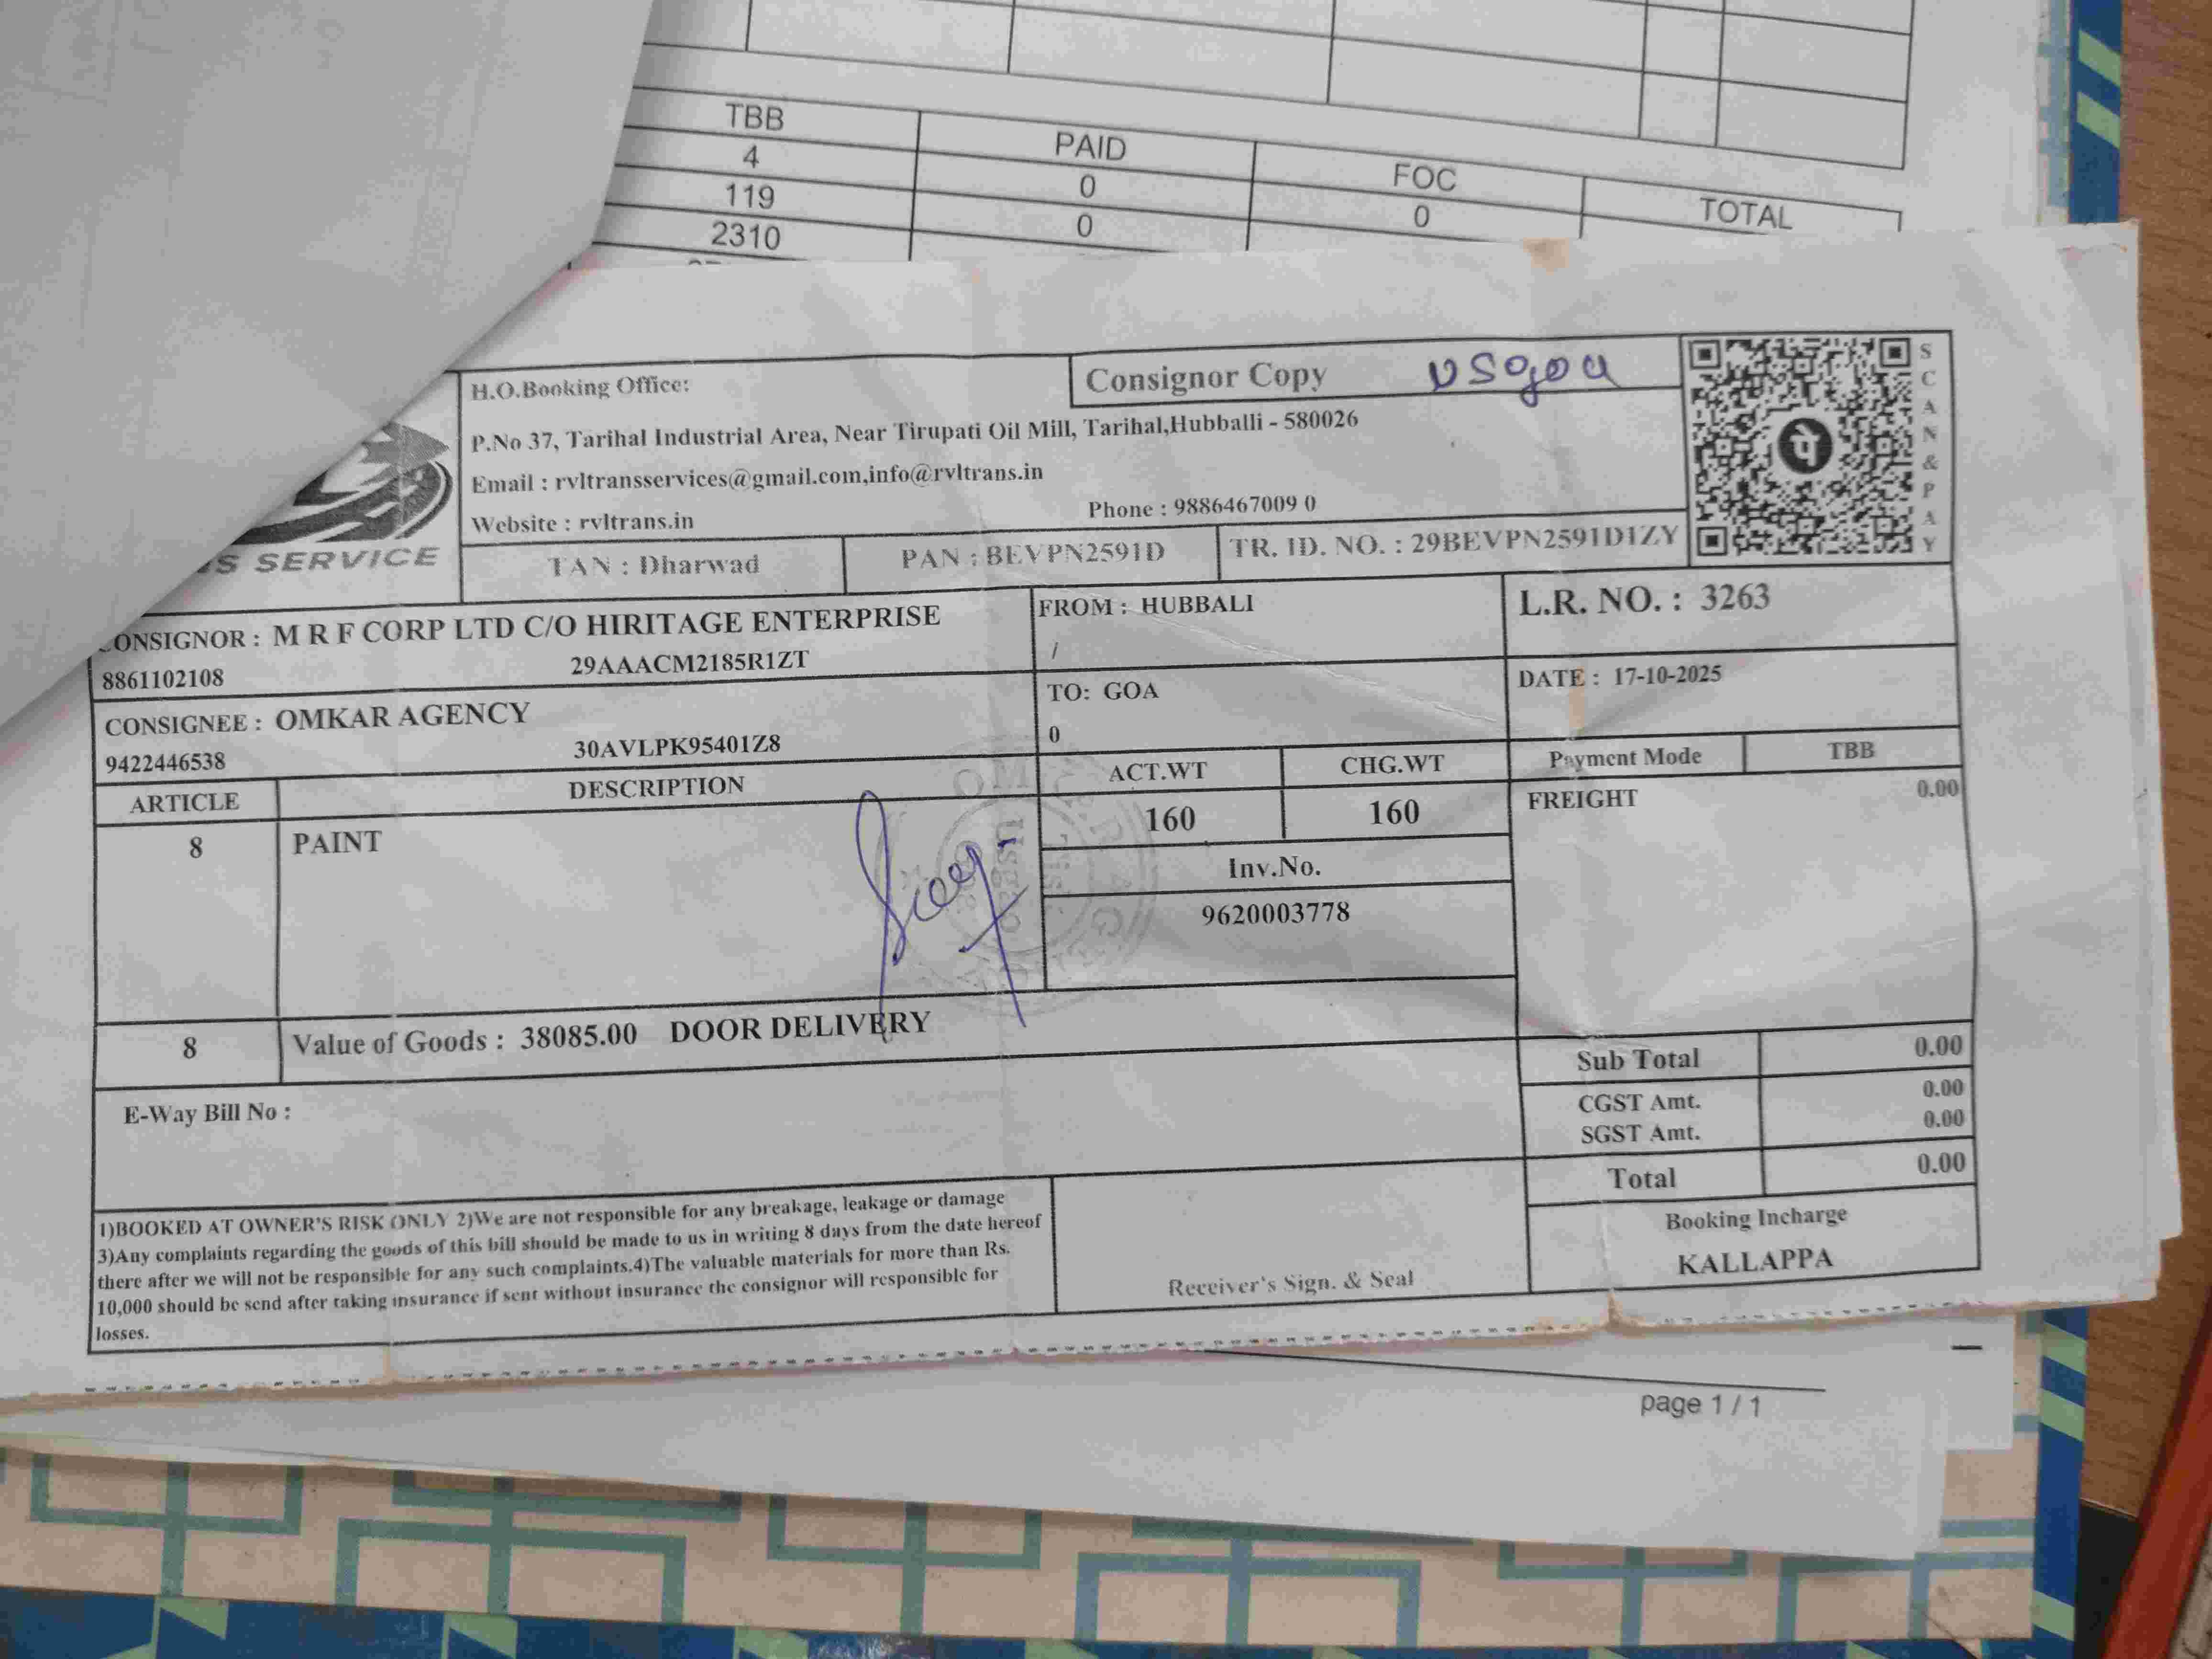 TBB PAID FOC TOTAL
4 0 0
119 0
2310
H.O.Booking Office:
Consignor Copy
P.No 37, Tarihal Industrial Area, Near Tirupati Oil Mill, Tarihal,Hubballi - 580026
Email : rvltransservices@gmail.com,info@rvltrans.in
Website : rvltrans.in Phone : 9886467009 0
SCAN&PAY
पे
SERVICE
TAN : Dharwad PAN : BEVPN2591D TR. ID. NO. : 29BEVPN2591D1ZY
CONSIGNOR : M R F CORP LTD C/O HIRITAGE ENTERPRISE
8861102108 29AAACM2185R1ZT
FROM : HUBBALI
/
L.R. NO. : 3263
CONSIGNEE : OMKAR AGENCY
9422446538 30AVLPK95401Z8
TO: GOA
0
DATE : 17-10-2025
ARTICLE DESCRIPTION ACT.WT CHG.WT Payment Mode TBB
8 PAINT 160 160 FREIGHT 0.00
Inv.No.
9620003778
8 Value of Goods : 38085.00 DOOR DELIVERY
Sub Total 0.00
E-Way Bill No :
CGST Amt. 0.00
SGST Amt. 0.00
Total 0.00
1)BOOKED AT OWNER'S RISK ONLY 2)We are not responsible for any breakage, leakage or damage
3)Any complaints regarding the goods of this bill should be made to us in writing 8 days from the date hereof
there after we will not be responsible for any such complaints.4)The valuable materials for more than Rs.
10,000 should be send after taking insurance if sent without insurance the consignor will responsible for
losses.
Receiver's Sign. & Seal
Booking Incharge
KALLAPPA
page 1 / 1